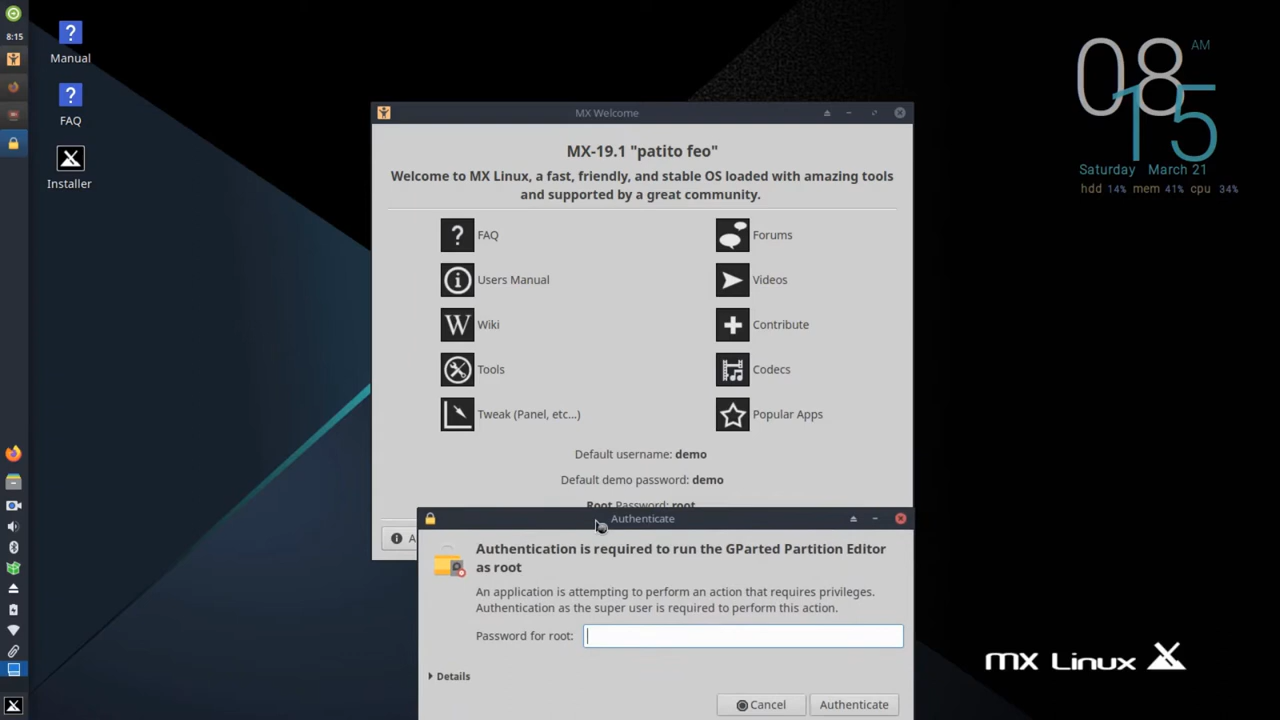 8:15
Manual
FAQ
Installer
MX Welcome
MX-19.1 "patito feo"
Welcome to MX Linux, a fast, friendly, and stable OS loaded with amazing tools
and supported by a great community.
FAQ
Forums
Users Manual
Videos
Wiki
Contribute
Tools
Codecs
Tweak (Panel, etc...)
Popular Apps
Default username: demo
Default demo password: demo
Root Password: root
A
Authenticate
Authentication is required to run the GParted Partition Editor
as root
An application is attempting to perform an action that requires privileges.
Authentication as the super user is required to perform this action.
Password for root:
Details
Cancel
Authenticate
08 AM
15
Saturday March 21
hdd 14% mem 41% cpu 34%
MX Linux